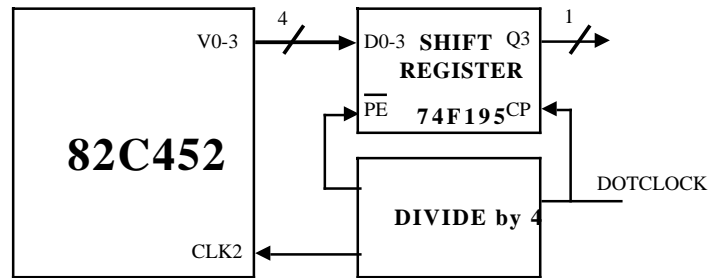 4
1
V0-3
D0-3
SHIFT
Q3
REGISTER
PE
74F195
CP
82C452
DOTCLOCK
DIVIDE by 4
CLK2